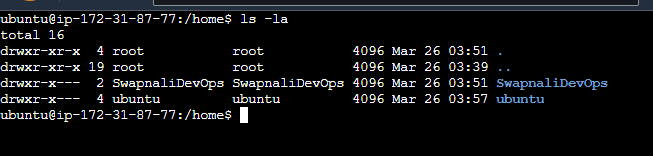 ubuntu@ip-172-31-87-77:/home$ ls -la
total 16
drwxr-xr-x  4 root         root         4096 Mar 26 03:51 .
drwxr-xr-x 19 root         root         4096 Mar 26 03:39 ..
drwxr-x---  2 SwapnaliDevOps SwapnaliDevOps 4096 Mar 26 03:51 SwapnaliDevOps
drwxr-x---  4 ubuntu       ubuntu       4096 Mar 26 03:57 ubuntu
ubuntu@ip-172-31-87-77:/home$